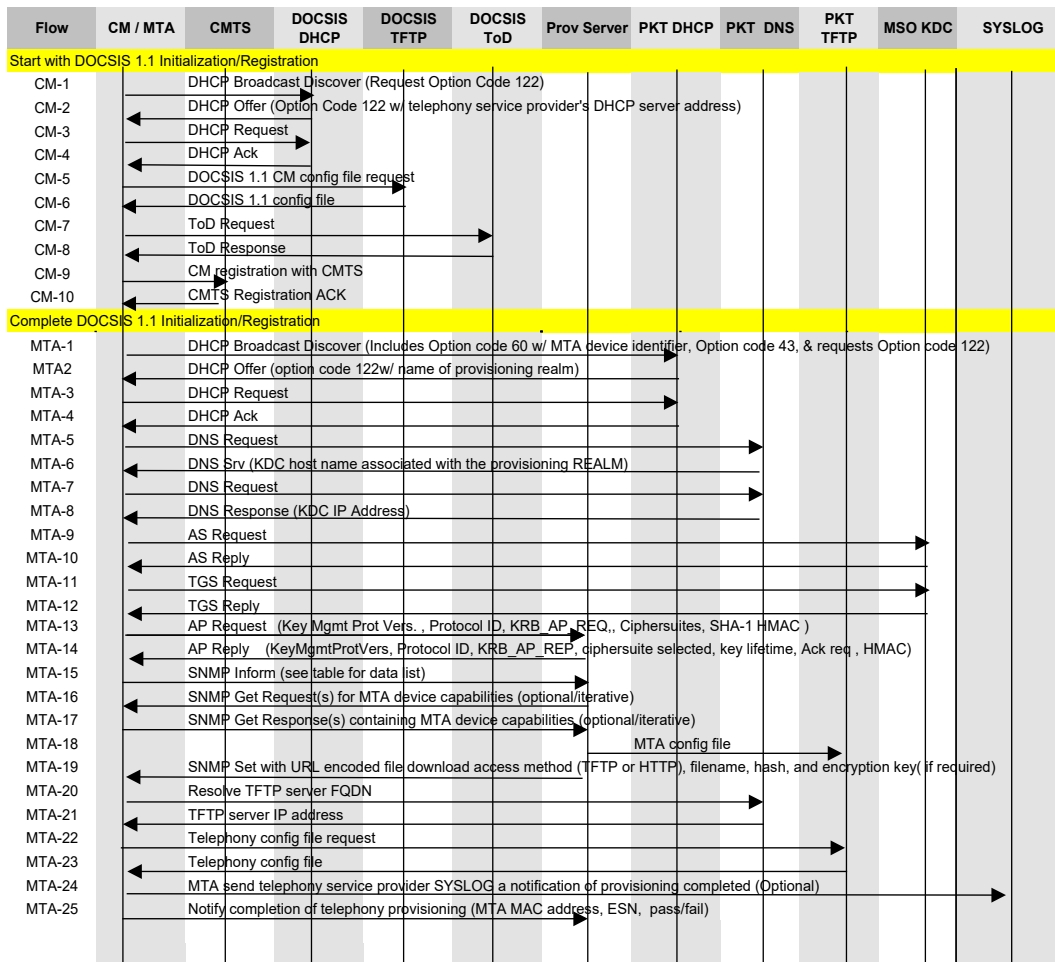 Flow CM / MTA CMTS DOCSIS DHCP DOCSIS TFTP DOCSIS ToD Prov Server PKT DHCP PKT DNS PKT TFTP MSO KDC SYSLOG
Start with DOCSIS 1.1 Initialization/Registration
CM-1 DHCP Broadcast Discover (Request Option Code 122)
CM-2 DHCP Offer (Option Code 122 w/ telephony service provider's DHCP server address)
CM-3 DHCP Request
CM-4 DHCP Ack
CM-5 DOCSIS 1.1 CM config file request
CM-6 DOCSIS 1.1 config file
CM-7 ToD Request
CM-8 ToD Response
CM-9 CM registration with CMTS
CM-10 CMTS Registration ACK
Complete DOCSIS 1.1 Initialization/Registration
MTA-1 DHCP Broadcast Discover (Includes Option code 60 w/ MTA device identifier, Option code 43, & requests Option code 122)
MTA2 DHCP Offer (option code 122w/ name of provisioning realm)
MTA-3 DHCP Request
MTA-4 DHCP Ack
MTA-5 DNS Request
MTA-6 DNS Srv (KDC host name associated with the provisioning REALM)
MTA-7 DNS Request
MTA-8 DNS Response (KDC IP Address)
MTA-9 AS Request
MTA-10 AS Reply
MTA-11 TGS Request
MTA-12 TGS Reply
MTA-13 AP Request (Key Mgmt Prot Vers. , Protocol ID, KRB_AP_REQ,, Ciphersuites, SHA-1 HMAC )
MTA-14 AP Reply (KeyMgmtProtVers, Protocol ID, KRB_AP_REP, ciphersuite selected, key lifetime, Ack req , HMAC)
MTA-15 SNMP Inform (see table for data list)
MTA-16 SNMP Get Request(s) for MTA device capabilities (optional/iterative)
MTA-17 SNMP Get Response(s) containing MTA device capabilities (optional/iterative)
MTA-18 MTA config file
MTA-19 SNMP Set with URL encoded file download access method (TFTP or HTTP), filename, hash, and encryption key( if required)
MTA-20 Resolve TFTP server FQDN
MTA-21 TFTP server IP address
MTA-22 Telephony config file request
MTA-23 Telephony config file
MTA-24 MTA send telephony service provider SYSLOG a notification of provisioning completed (Optional)
MTA-25 Notify completion of telephony provisioning (MTA MAC address, ESN, pass/fail)